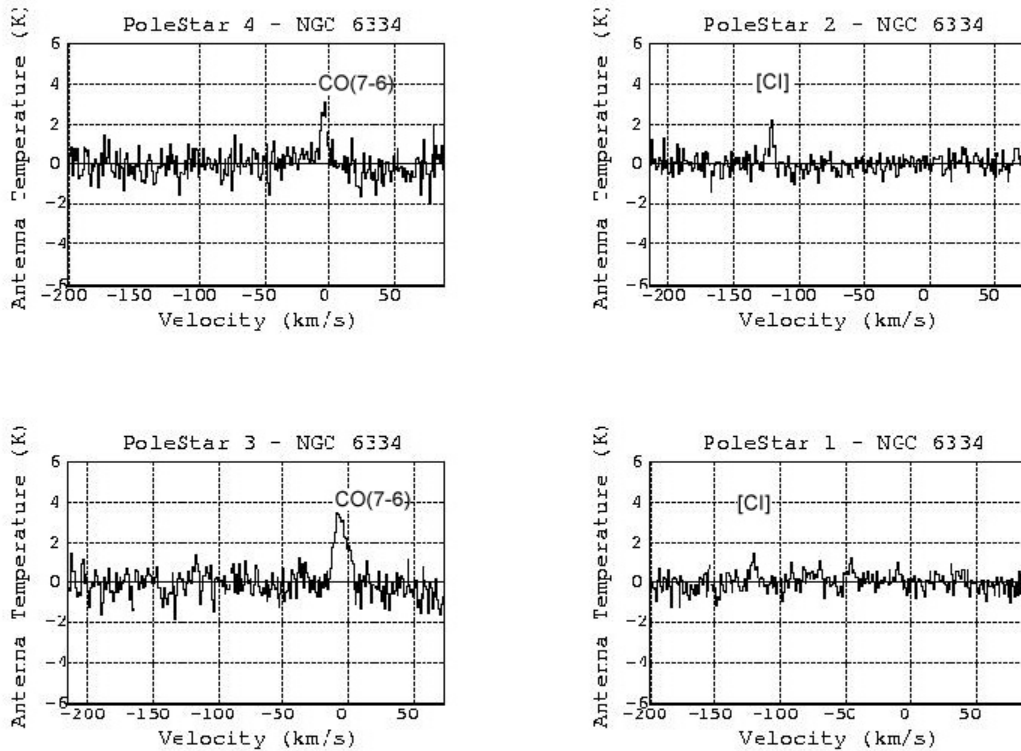 PoleStar 4 - NGC 6334
Antenna Temperature (K)
6
4
2
0
-2
-4
-6
CO(7-6)
-200 -150 -100 -50 0 50
Velocity (km/s)
PoleStar 2 - NGC 6334
Antenna Temperature (K)
6
4
2
0
-2
-4
-6
[CI]
-200 -150 -100 -50 0 50
Velocity (km/s)
PoleStar 3 - NGC 6334
Antenna Temperature (K)
6
4
2
0
-2
-4
-6
CO(7-6)
-200 -150 -100 -50 0 50
Velocity (km/s)
PoleStar 1 - NGC 6334
Antenna Temperature (K)
6
4
2
0
-2
-4
-6
[CI]
-200 -150 -100 -50 0 50
Velocity (km/s)